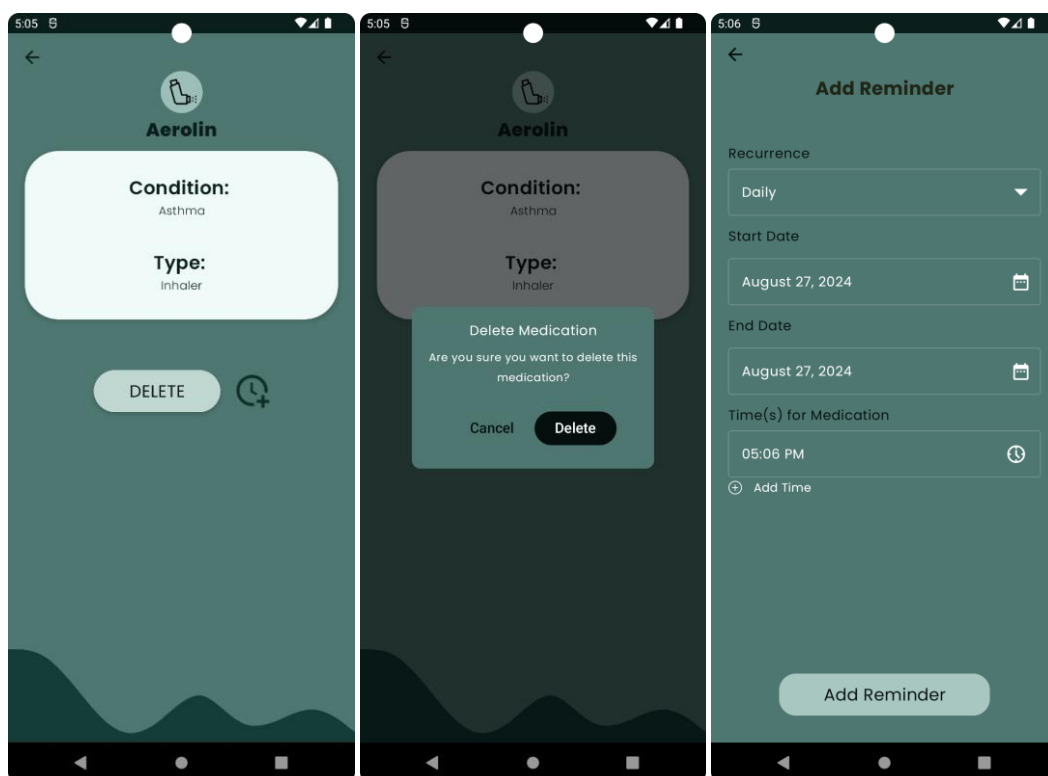 5:05
Aerolin
Condition:
Asthma
Type:
Inhaler
DELETE
5:05
Aerolin
Condition:
Asthma
Type:
Inhaler
Delete Medication
Are you sure you want to delete this
medication?
Cancel
Delete
5:06
Add Reminder
Recurrence
Daily
Start Date
August 27, 2024
End Date
August 27, 2024
Time(s) for Medication
05:06 PM
Add Time
Add Reminder